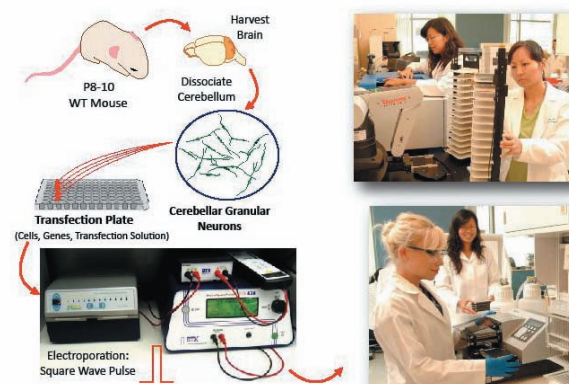 Harvest
Brain
P8-10
WT Mouse
Dissociate
Cerebellum
Transfection Plate
(Cells, Genes, Transfection Solution)
Cerebellar Granular
Neurons
Electroporation:
Square Wave Pulse